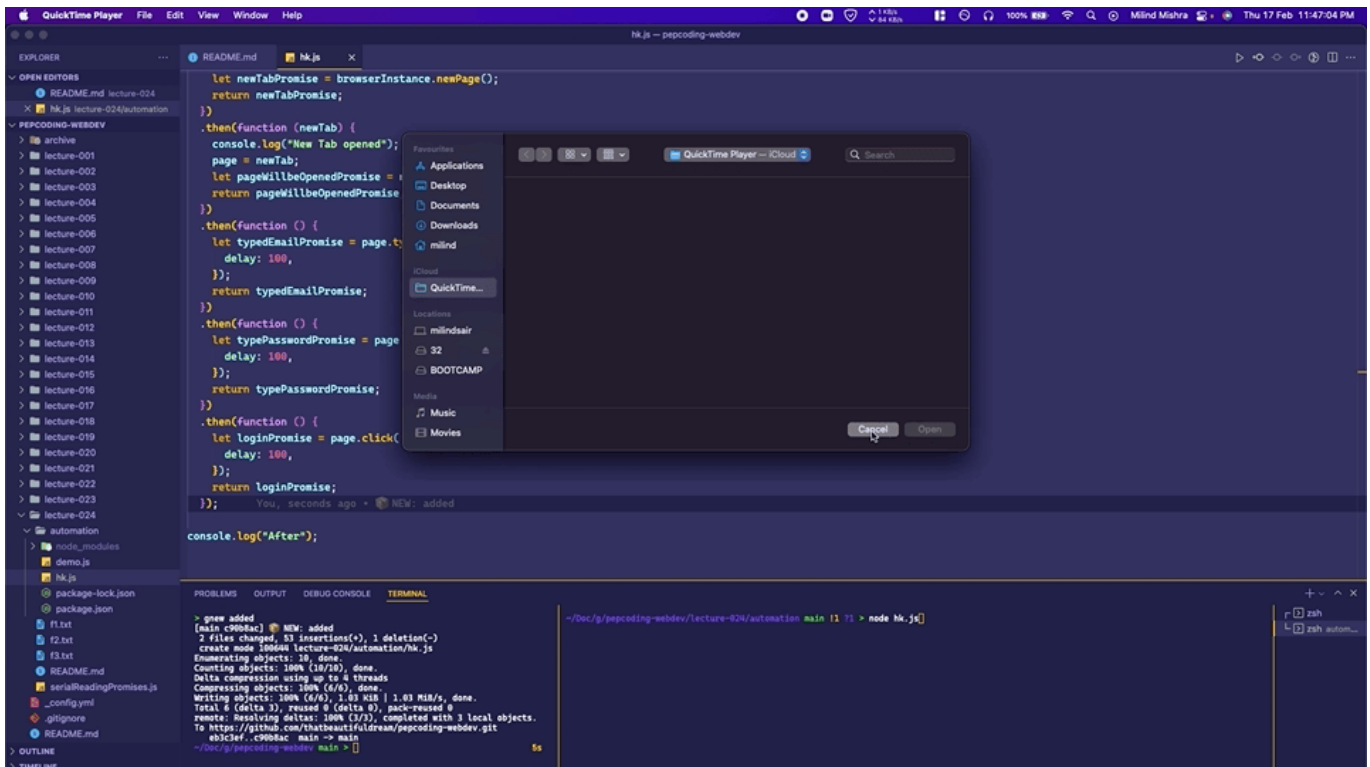 QuickTime Player File Edit View Window Help
100% Milind Mishra Thu 17 Feb 11:47:04 PM
hk.js — pepcoding-webdev
EXPLORER
OPEN EDITORS
README.md lecture-024
hk.js lecture-024/automation
PEPCODING-WEBDEV
archive
lecture-001
lecture-002
lecture-003
lecture-004
lecture-005
lecture-006
lecture-007
lecture-008
lecture-009
lecture-010
lecture-011
lecture-012
lecture-013
lecture-014
lecture-015
lecture-016
lecture-017
lecture-018
lecture-019
lecture-020
lecture-021
lecture-022
lecture-023
lecture-024
automation
node_modules
demo.js
hk.js
package-lock.json
package.json
f1.txt
f2.txt
f3.txt
README.md
serialReadingPromises.js
_config.yml
.gitignore
README.md
OUTLINE
TIMELINE
README.md hk.js
let newTabPromise = browserInstance.newPage();
return newTabPromise;
})
.then(function (newTab) {
console.log("New Tab opened");
page = newTab;
let pageWillbeOpenedPromise =
return pageWillbeOpenedPromise
})
.then(function () {
let typedEmailPromise = page.ty
delay: 100,
});
return typedEmailPromise;
})
.then(function () {
let typePasswordPromise = page
delay: 100,
});
return typePasswordPromise;
})
.then(function () {
let loginPromise = page.click(
delay: 100,
});
return loginPromise;
}); You, seconds ago • NEW: added
console.log("After");
Favourites
Applications
Desktop
Documents
Downloads
milind
iCloud
QuickTime...
Locations
milindsair
32
BOOTCAMP
Media
Music
Movies
QuickTime Player — iCloud
Search
Cancel Open
PROBLEMS OUTPUT DEBUG CONSOLE TERMINAL
> gnew added
[main c90b8ac] NEW: added
2 files changed, 53 insertions(+), 1 deletion(-)
create mode 100644 lecture-024/automation/hk.js
Enumerating objects: 10, done.
Counting objects: 100% (10/10), done.
Delta compression using up to 4 threads
Compressing objects: 100% (6/6), done.
Writing objects: 100% (6/6), 1.03 KiB | 1.03 MiB/s, done.
Total 6 (delta 3), reused 0 (delta 0), pack-reused 0
remote: Resolving deltas: 100% (3/3), completed with 3 local objects.
To https://github.com/thatbeautifuldream/pepcoding-webdev.git
eb3c3ef..c90b8ac main -> main
~/Doc/g/pepcoding-webdev main > 5s
~/Doc/g/pepcoding-webdev/lecture-024/automation main !1 ?1 > node hk.js
zsh
zsh autom...